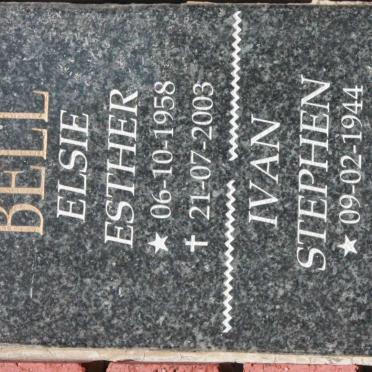 BELL
ELSIE
ESTHER
★ 06-10-1958
✝ 21-07-2003
IVAN
STEPHEN
★ 09-02-1944